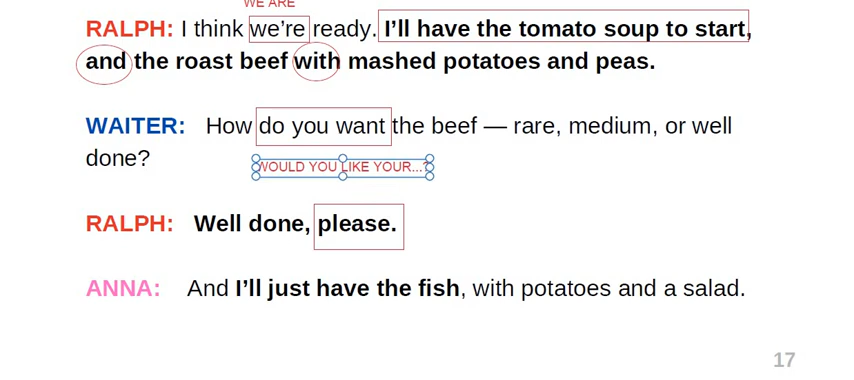 WE ARE
RALPH: I think we're ready. I'll have the tomato soup to start,
and the roast beef with mashed potatoes and peas.
WAITER: How do you want the beef — rare, medium, or well
done?
WOULD YOU LIKE YOUR...?
RALPH: Well done, please.
ANNA: And I'll just have the fish, with potatoes and a salad.
17